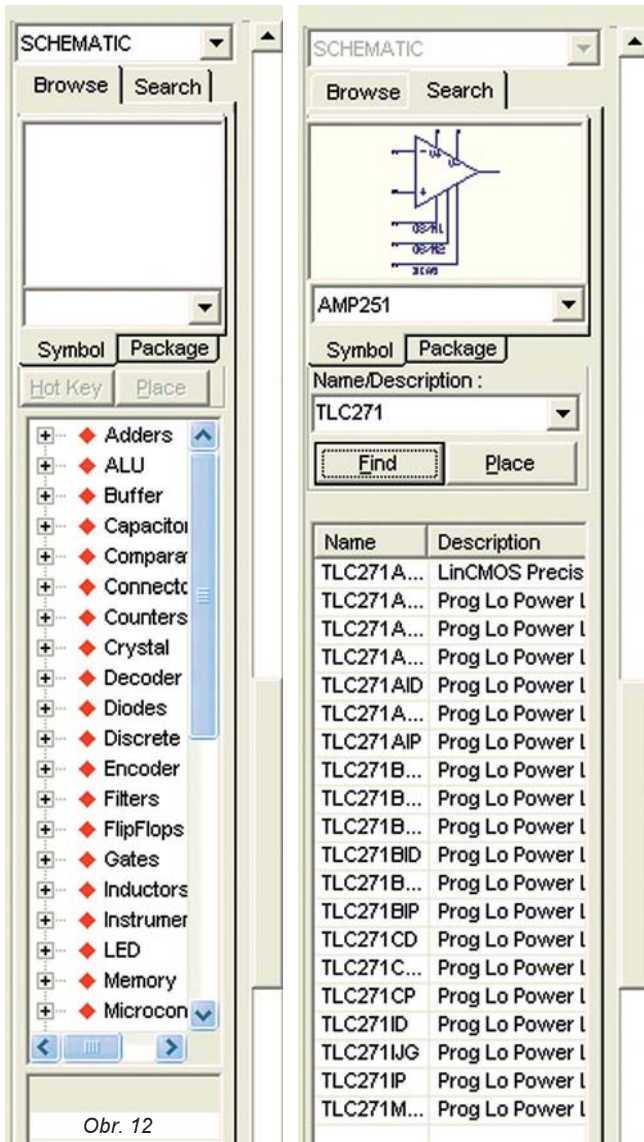 SCHEMATIC
Browse Search
Symbol Package
Hot Key Place
Adders
ALU
Buffer
Capacitor
Compara
Connectc
Counters
Crystal
Decoder
Diodes
Discrete
Encoder
Filters
FlipFlops
Gates
Inductors
Instrumer
LED
Memory
Microcon
Obr. 12
SCHEMATIC
Browse Search
AMP251
Symbol Package
Name/Description :
TLC271
Find Place
Name Description
TLC271A... LinCMOS Precis
TLC271A... Prog Lo Power L
TLC271A... Prog Lo Power L
TLC271A... Prog Lo Power L
TLC271AID Prog Lo Power L
TLC271A... Prog Lo Power L
TLC271AIP Prog Lo Power L
TLC271B... Prog Lo Power L
TLC271B... Prog Lo Power L
TLC271B... Prog Lo Power L
TLC271BID Prog Lo Power L
TLC271B... Prog Lo Power L
TLC271BIP Prog Lo Power L
TLC271CD Prog Lo Power L
TLC271C... Prog Lo Power L
TLC271CP Prog Lo Power L
TLC271ID Prog Lo Power L
TLC271IJG Prog Lo Power L
TLC271IP Prog Lo Power L
TLC271M... Prog Lo Power L